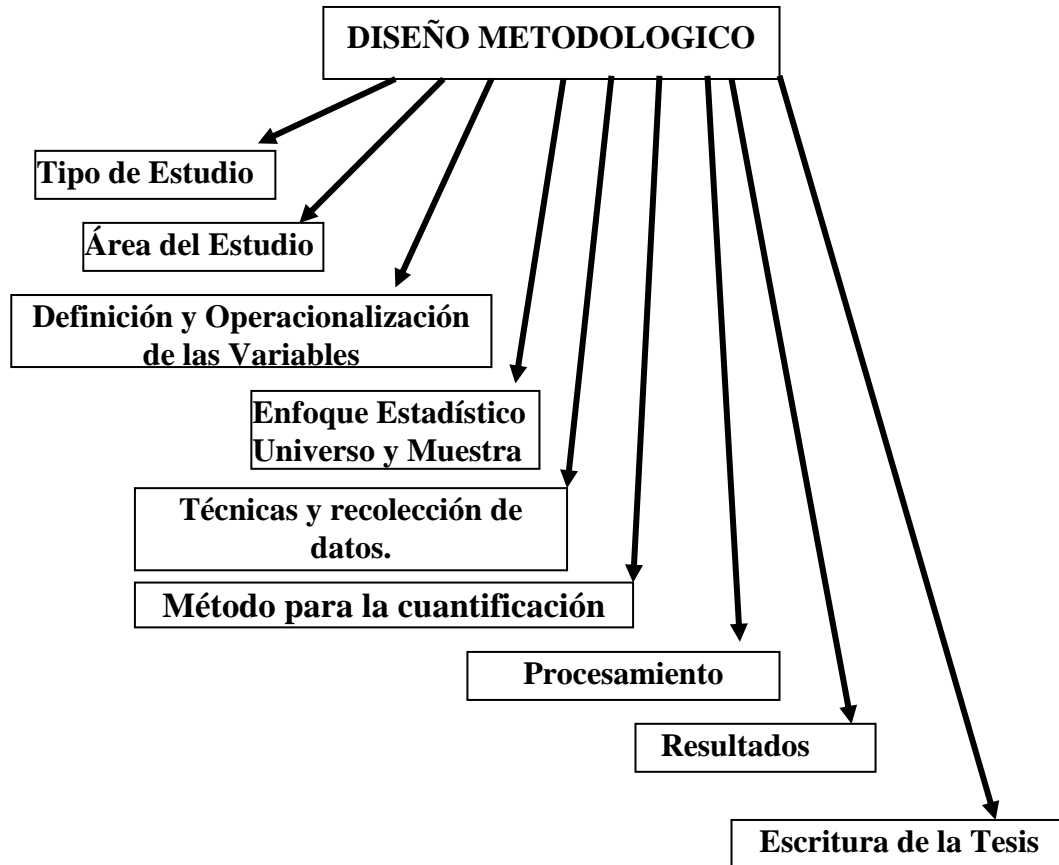 DISEÑO METODOLOGICO
Tipo de Estudio
Área del Estudio
Definición y Operacionalización
de las Variables
Enfoque Estadístico
Universo y Muestra
Técnicas y recolección de
datos.
Método para la cuantificación
Procesamiento
Resultados
Escritura de la Tesis